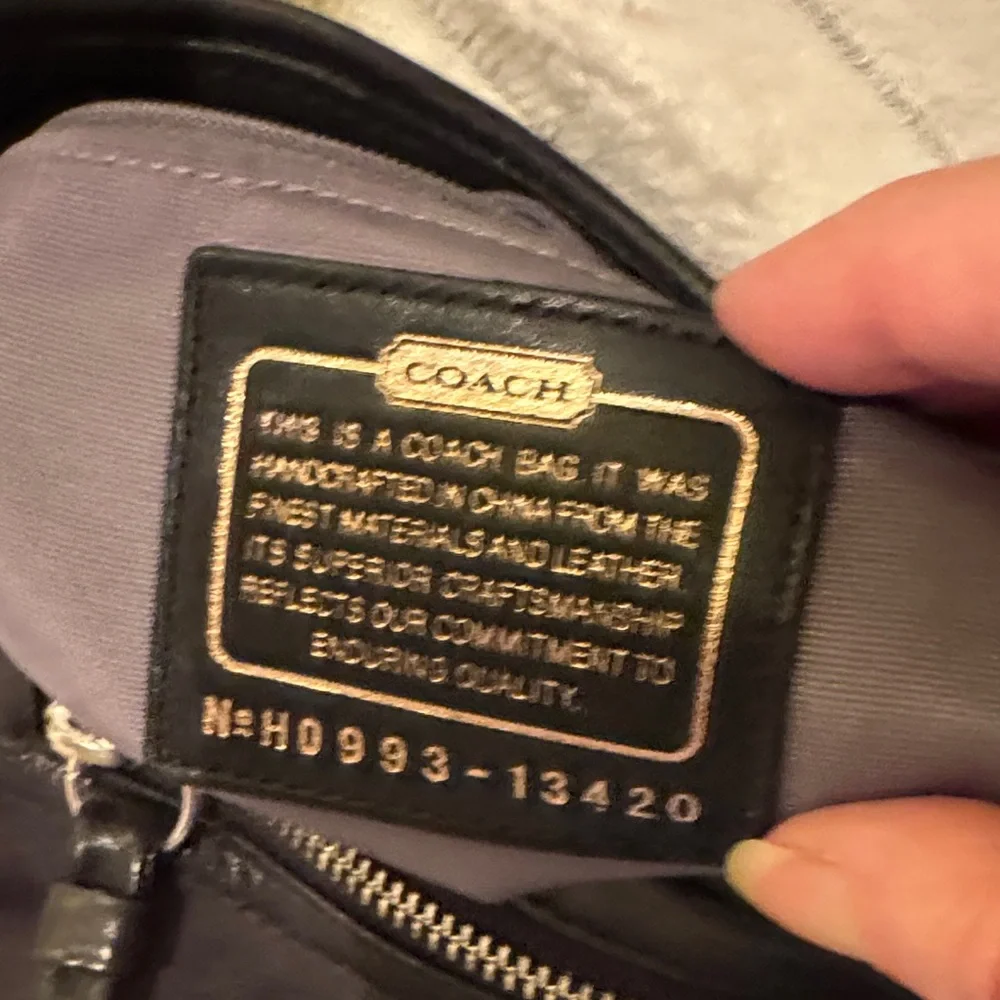 COACH
THIS IS A COACH BAG. IT WAS
HANDCRAFTED IN CHINA FROM THE
FINEST MATERIALS AND LEATHER.
ITS SUPERIOR CRAFTSMANSHIP
REFLECTS OUR COMMITMENT TO
ENDURING QUALITY.
Nº H0993-13420